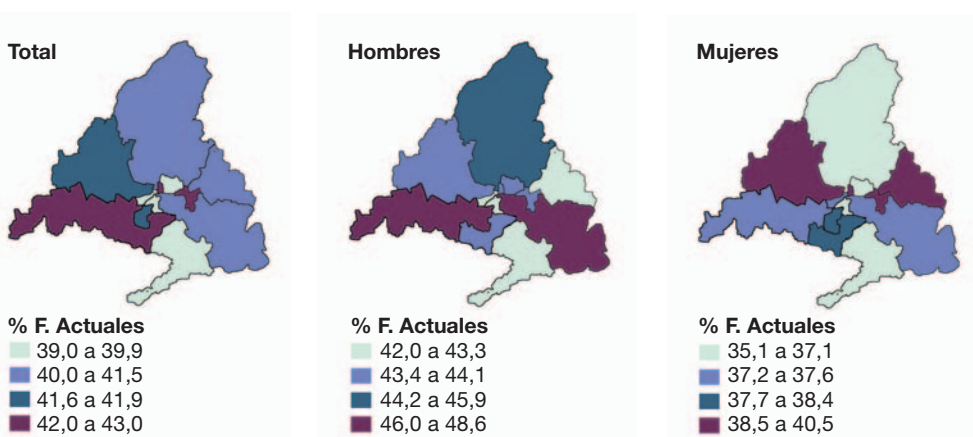 Total
% F. Actuales
39,0 a 39,9
40,0 a 41,5
41,6 a 41,9
42,0 a 43,0
Hombres
% F. Actuales
42,0 a 43,3
43,4 a 44,1
44,2 a 45,9
46,0 a 48,6
Mujeres
% F. Actuales
35,1 a 37,1
37,2 a 37,6
37,7 a 38,4
38,5 a 40,5